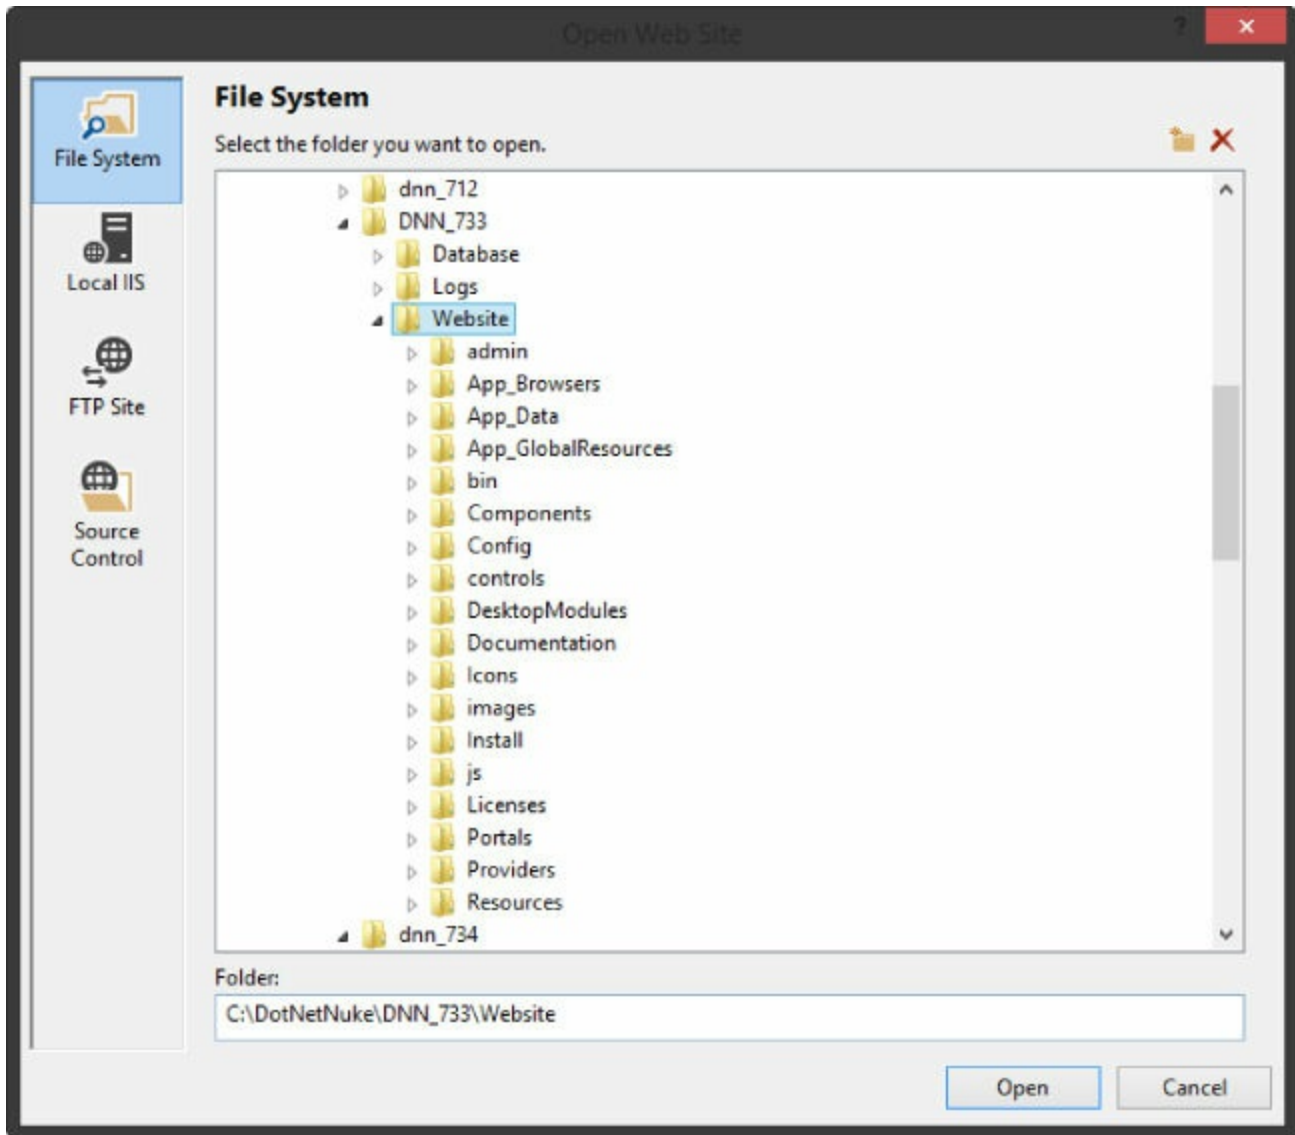 Open Web Site
?
File System
Local IIS
FTP Site
Source
Control
File System
Select the folder you want to open.
dnn_712
DNN_733
Database
Logs
Website
admin
App_Browsers
App_Data
App_GlobalResources
bin
Components
Config
controls
DesktopModules
Documentation
Icons
images
Install
js
Licenses
Portals
Providers
Resources
dnn_734
Folder:
C:\DotNetNuke\DNN_733\Website
Open
Cancel